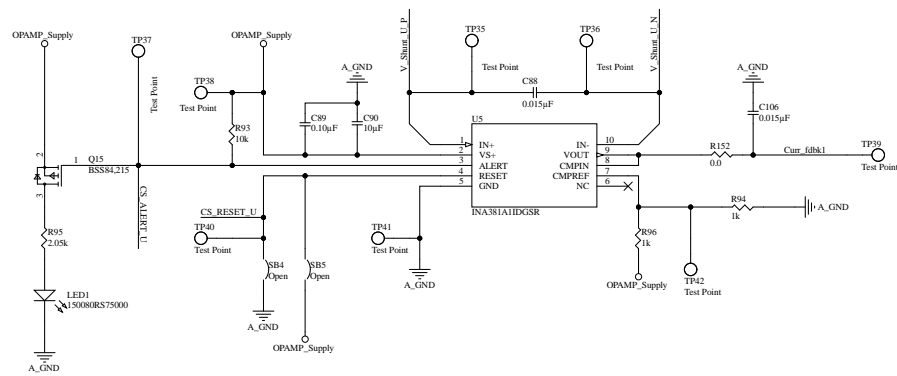 OPAMP_Supply
TP37
Test Point
OPAMP_Supply
TP38
Test Point
R93
10k
A_GND
C89
0.10µF
C90
10µF
V_Shunt_U_P
TP35
Test Point
C88
0.015µF
TP36
Test Point
V_Shunt_U_N
A_GND
C106
0.015µF
U5
1 IN+
2 VS+
3 ALERT
4 RESET
5 GND
IN- 10
VOUT 9
CMPIN 8
CMPREF 7
NC 6
INA381A1IDGSR
R152
0.0
Curr_fdbk1
TP39
Test Point
2
1
3
Q15
BSS84,215
CS_ALERT_U
CS_RESET_U
TP40
Test Point
TP41
Test Point
R94
1k
A_GND
R96
1k
OPAMP_Supply
TP42
Test Point
R95
2.05k
SB4
Open
SB5
Open
A_GND
A_GND
OPAMP_Supply
LED1
150080RS75000
A_GND